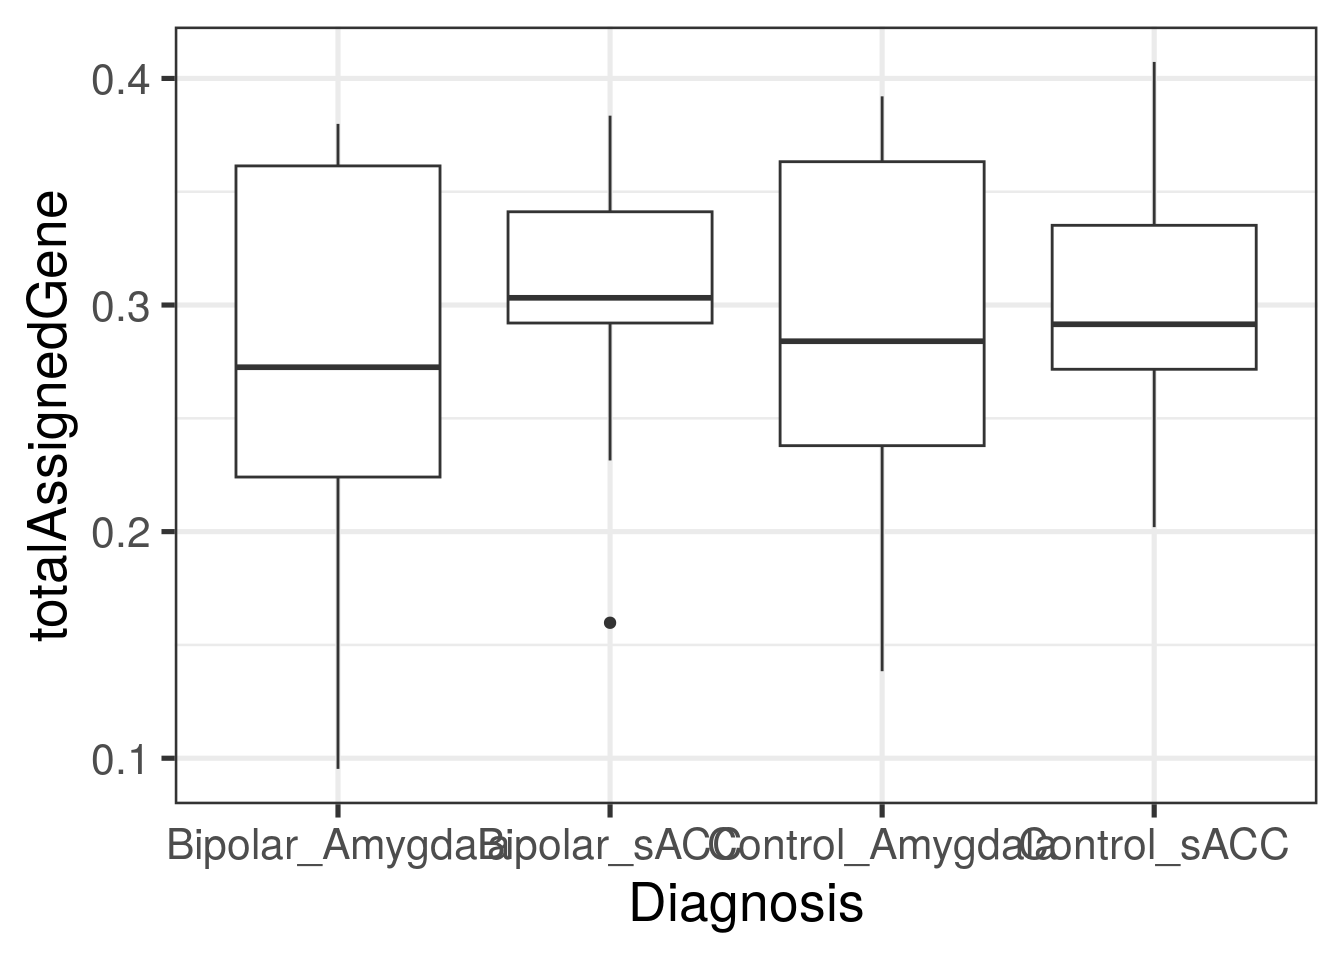 totalAssignedGene
0.4
0.3
0.2
0.1
Bipolar_Amygdala Bipolar_sACC Control_Amygdala Control_sACC
Diagnosis